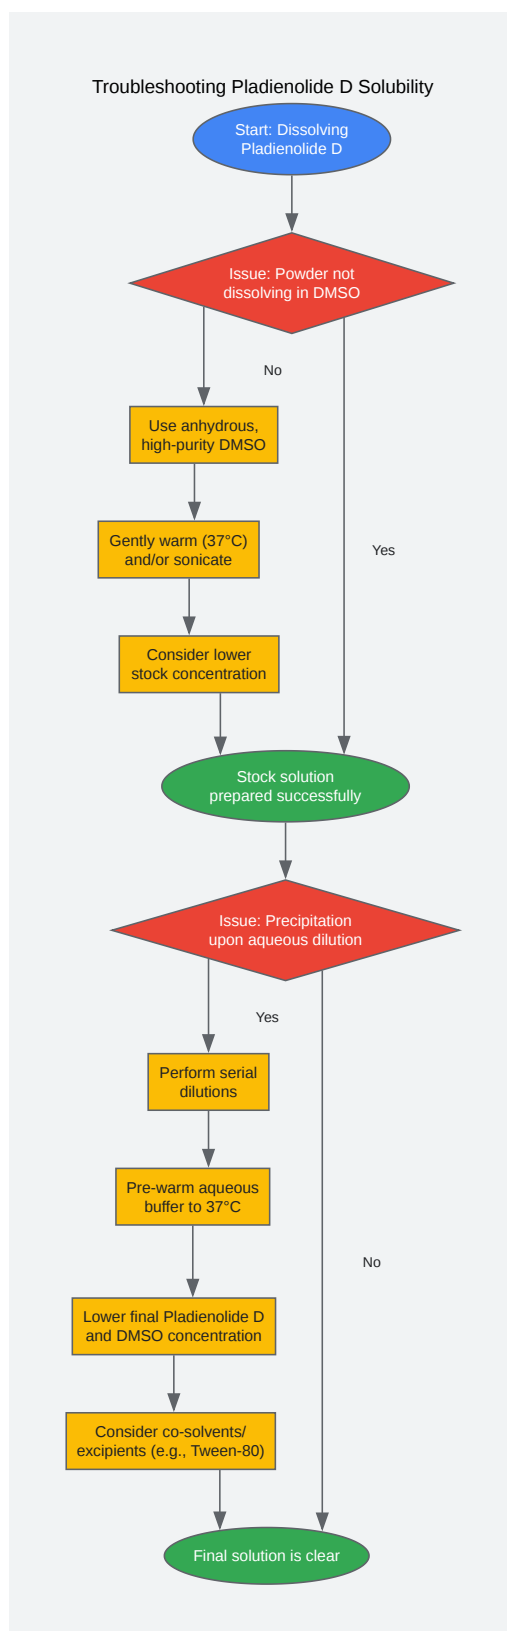 Troubleshooting Pladienolide D Solubility
Start: Dissolving
Pladienolide D
Issue: Powder not
dissolving in DMSO
No
Use anhydrous,
high-purity DMSO
Gently warm (37°C)
and/or sonicate
Yes
Consider lower
stock concentration
Stock solution
prepared successfully
Issue: Precipitation
upon aqueous dilution
Yes
Perform serial
dilutions
Pre-warm aqueous
buffer to 37°C
No
Lower final Pladienolide D
and DMSO concentration
Consider co-solvents/
excipients (e.g., Tween-80)
Final solution is clear